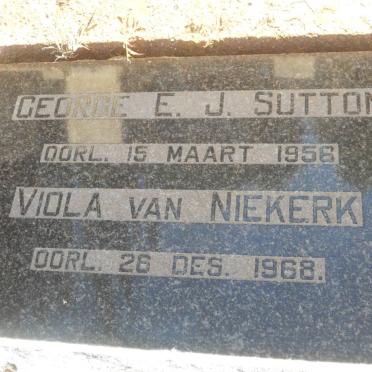 GEORGE E. J. SUTTON
OORL. 15 MAART 1956
VIOLA VAN NIEKERK
OORL. 26 DES. 1968.